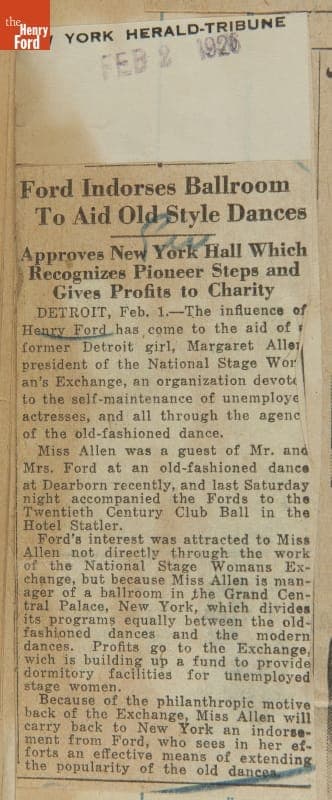 the
Henry
Ford
YORK HERALD-TRIBUNE
FEB 2 1926
Ford Indorses Ballroom
To Aid Old Style Dances
Approves New York Hall Which
Recognizes Pioneer Steps and
Gives Profits to Charity
DETROIT, Feb. 1.—The influence of
Henry Ford has come to the aid of
former Detroit girl, Margaret Allen
president of the National Stage Wor
an's Exchange, an organization devote
to the self-maintenance of unemploye
actresses, and all through the agenc
of the old-fashioned dance.
Miss Allen was a guest of Mr. and
Mrs. Ford at an old-fashioned dance
at Dearborn recently, and last Saturday
night accompanied the Fords to the
Twentieth Century Club Ball in the
Hotel Statler.
Ford's interest was attracted to Miss
Allen not directly through the work
of the National Stage Womans Ex-
change, but because Miss Allen is man-
ager of a ballroom in the Grand Cen-
tral Palace, New York, which divides
its programs equally between the old-
fashioned dances and the modern
dances. Profits go to the Exchange,
wich is building up a fund to provide
dormitory facilities for unemployed
stage women.
Because of the philanthropic motive
back of the Exchange, Miss Allen will
carry back to New York an indorse-
ment from Ford, who sees in her ef-
forts an effective means of extending
the popularity of the old dances.